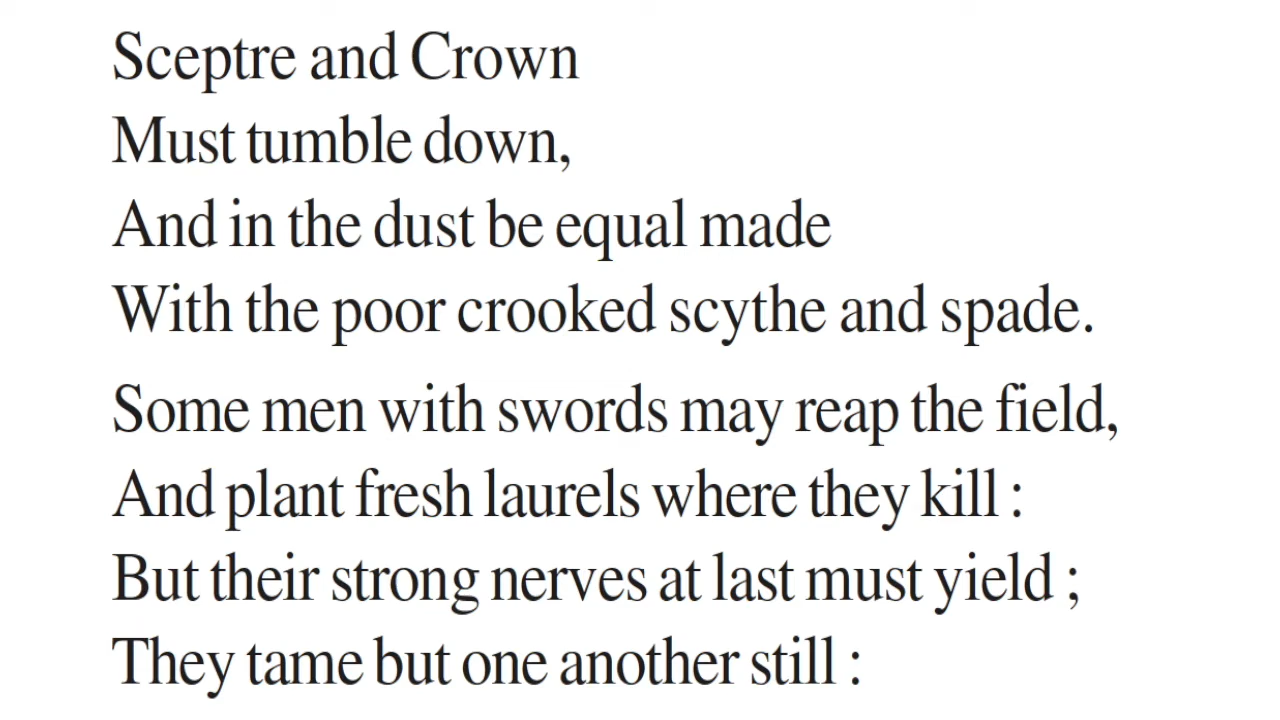 Sceptre and Crown
Must tumble down,
And in the dust be equal made
With the poor crooked scythe and spade.
Some men with swords may reap the field,
And plant fresh laurels where they kill :
But their strong nerves at last must yield ;
They tame but one another still :